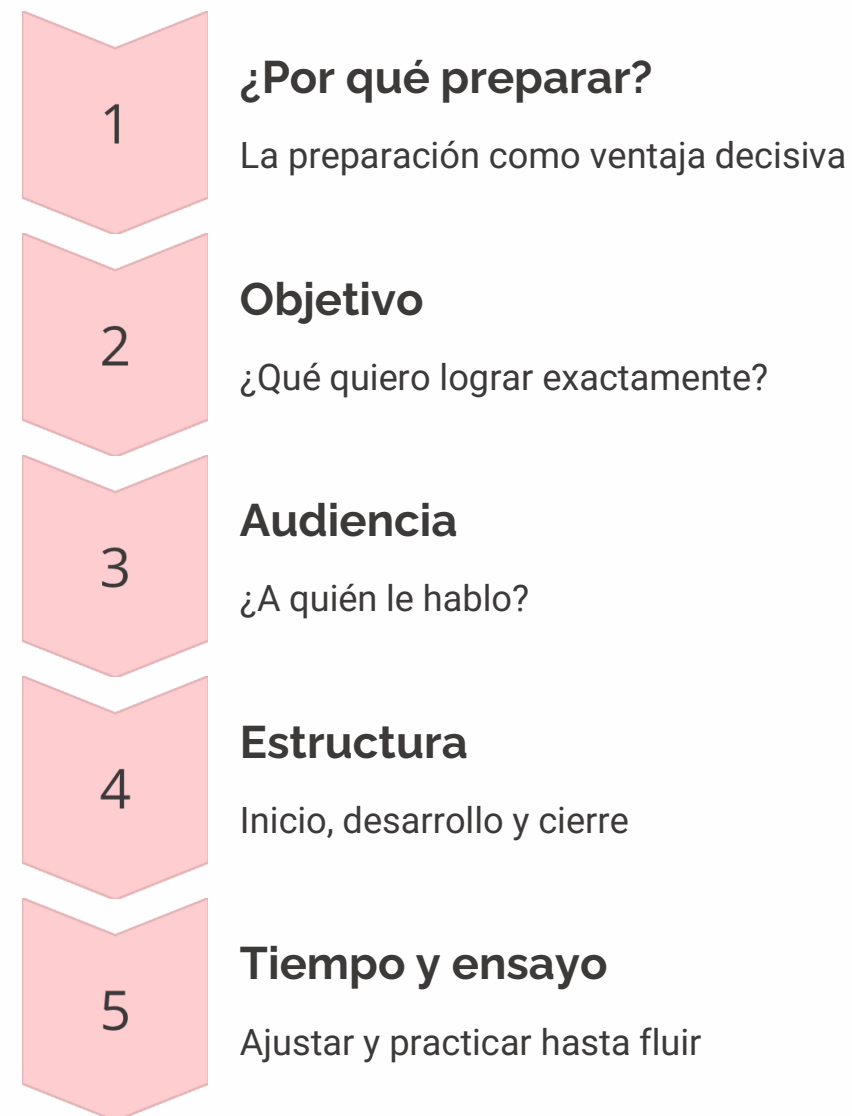 1
¿Por qué preparar?
La preparación como ventaja decisiva
2
Objetivo
¿Qué quiero lograr exactamente?
3
Audiencia
¿A quién le hablo?
4
Estructura
Inicio, desarrollo y cierre
5
Tiempo y ensayo
Ajustar y practicar hasta fluir